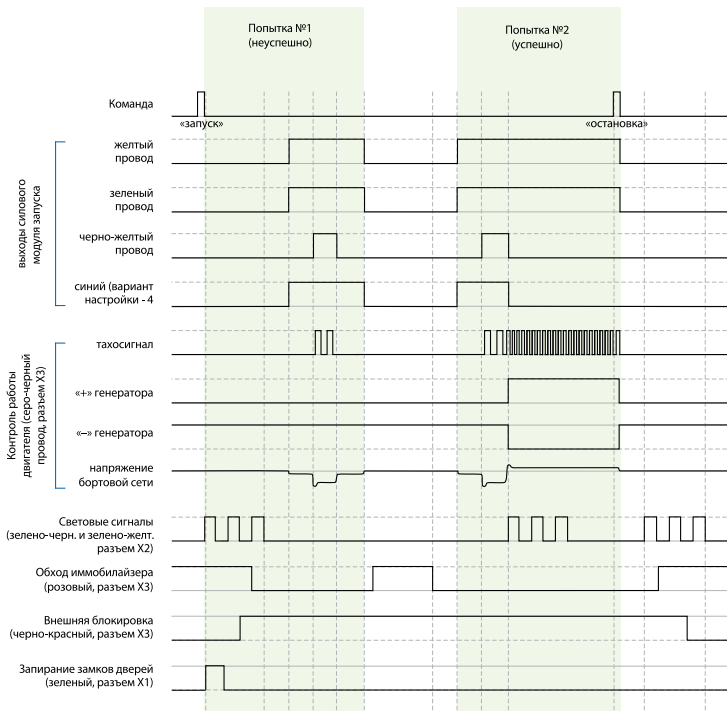 Попытка №1
(неуспешно)
Попытка №2
(успешно)
Команда
«запуск»
«остановка»
выходы силового
модуля запуска
желтый
провод
зеленый
провод
черно-желтый
провод
синий (вариант
настройки - 4
Контроль работы
двигателя (серо-черный
провод, разъем X3)
тахосигнал
«+» генератора
«–» генератора
напряжение
бортовой сети
Световые сигналы
(зелено-черн. и зелено-желт.
разъем X2)
Обход иммобилайзера
(розовый, разъем X3)
Внешняя блокировка
(черно-красный, разъем X3)
Запирание замков дверей
(зеленый, разъем X1)